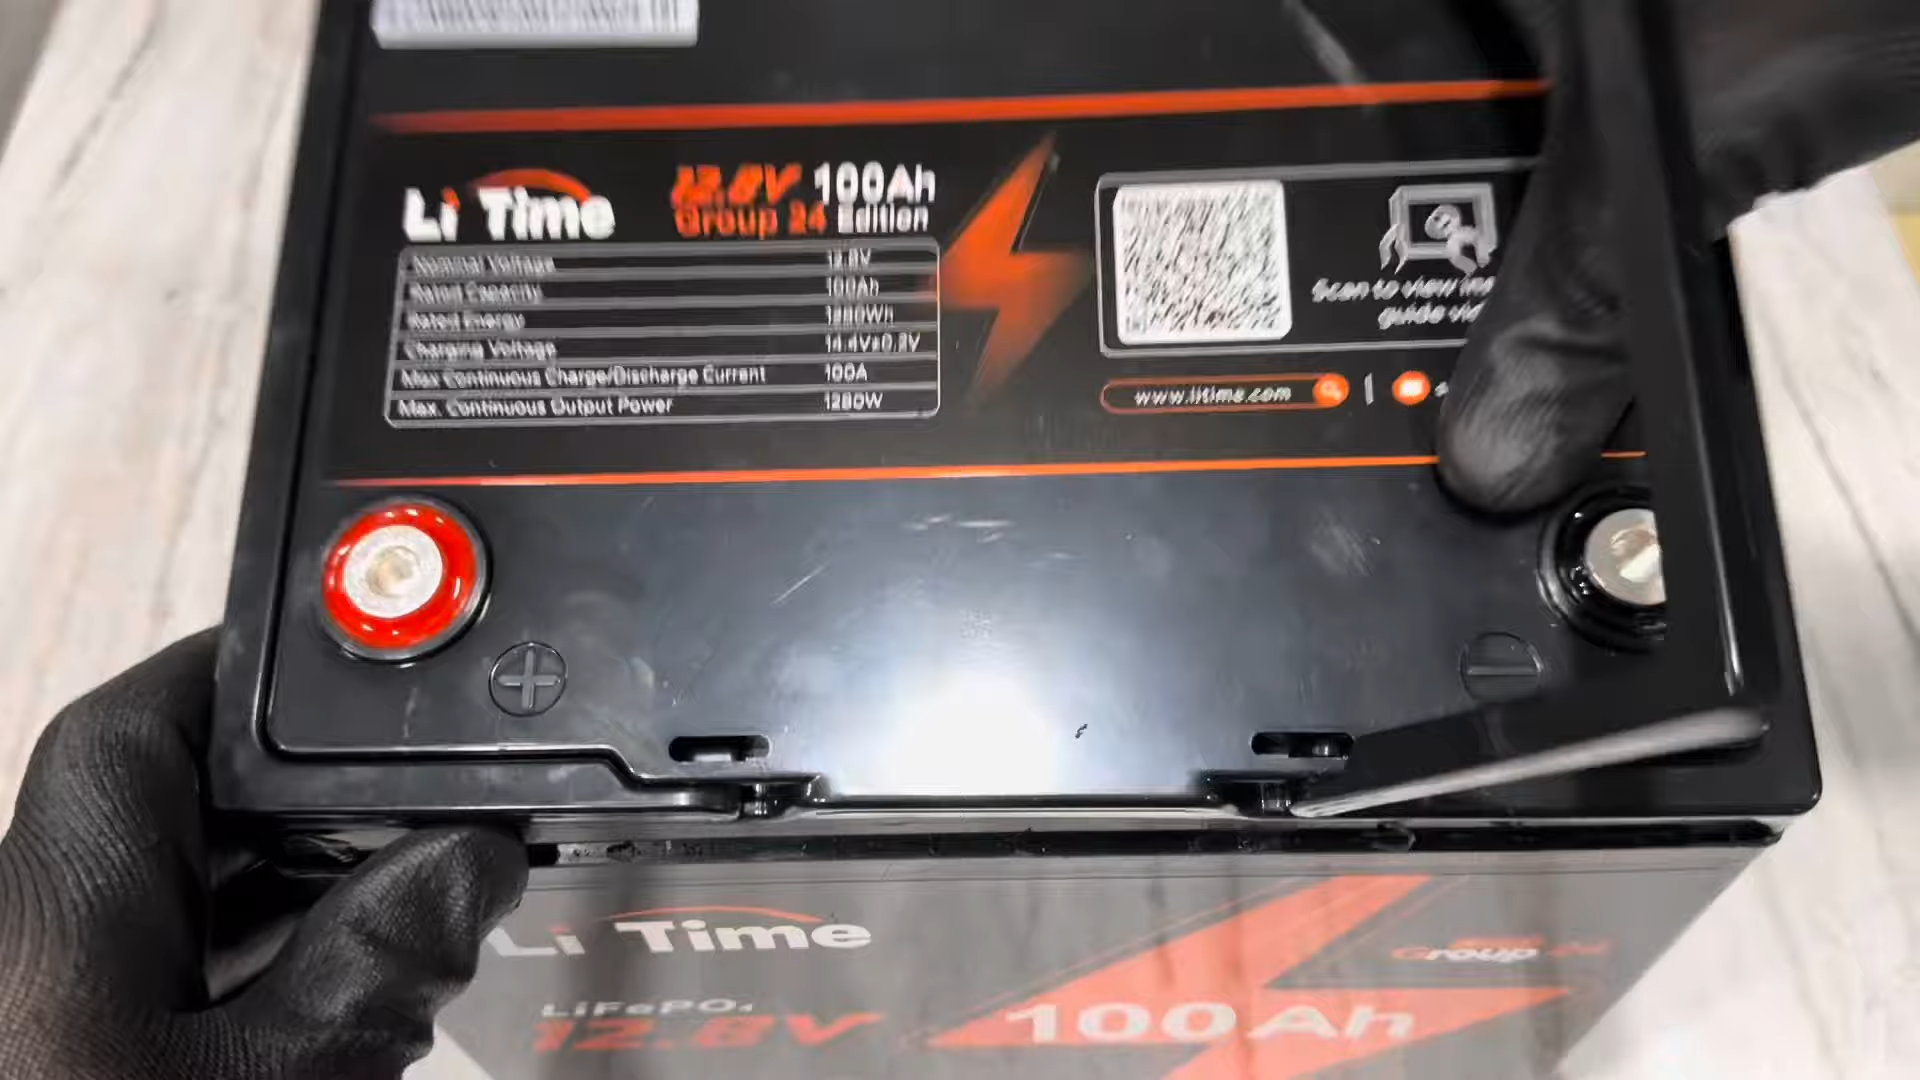 Li Time
12.8V 100Ah
Group 24 Edition
Nominal Voltage 12.8V
Rated Capacity 100Ah
Rated Energy 1280Wh
Charging Voltage 14.4V±0.2V
Max Continuous Charge/Discharge Current 100A
Max. Continuous Output Power 1280W
Scan to view
guide
www.litime.com
+
−
Li Time
Group 24
LiFePO4
12.8V 100Ah